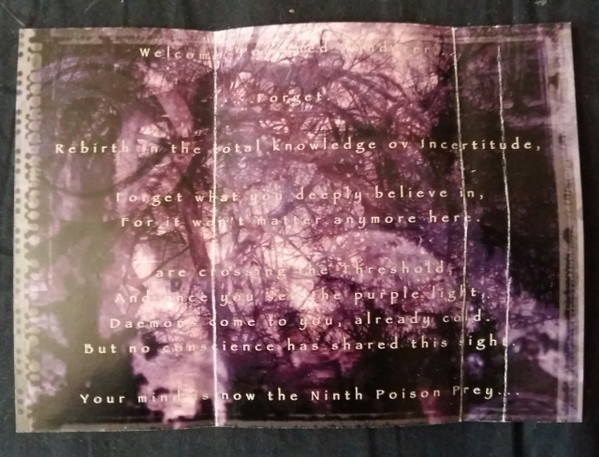 Welcome
... Forget.
Rebirth in the total knowledge ov Incertitude,
Forget what you deeply believe in,
For it won't matter anymore here.
are crossing the Threshold,
And once you see the purple light,
Daemons come to you, already cold.
But no conscience has shared this sight.
Your mind is now the Ninth Poison Prey...